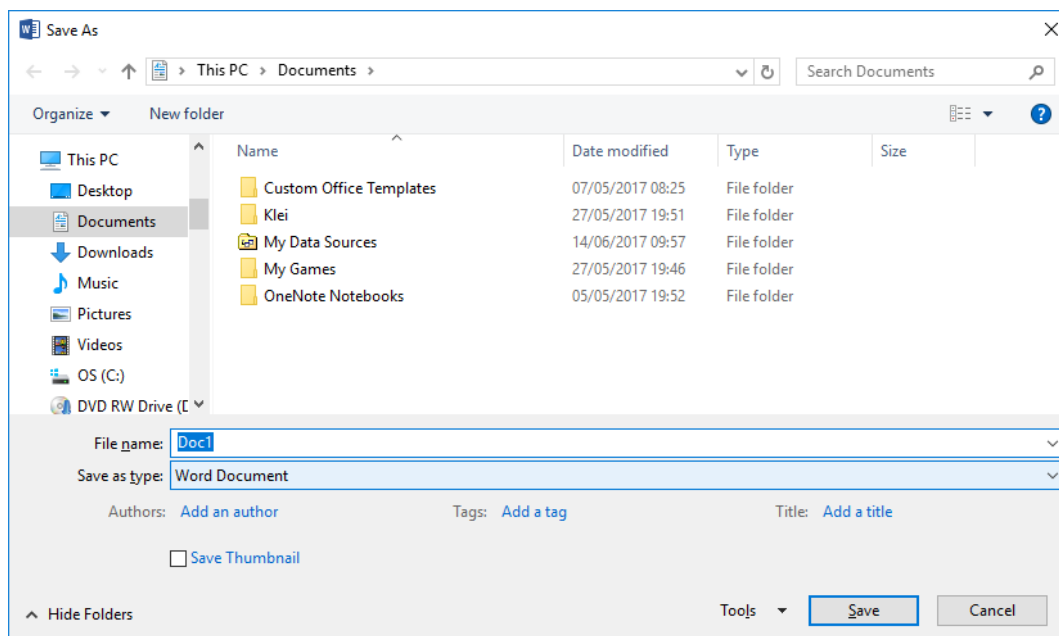 Save As
This PC > Documents >
Search Documents
Organize
New folder
Name Date modified Type Size
This PC
Desktop
Documents
Downloads
Music
Pictures
Videos
OS (C:)
DVD RW Drive (D
Custom Office Templates 07/05/2017 08:25 File folder
Klei 27/05/2017 19:51 File folder
My Data Sources 14/06/2017 09:57 File folder
My Games 27/05/2017 19:46 File folder
OneNote Notebooks 05/05/2017 19:52 File folder
File name: Doc1
Save as type: Word Document
Authors: Add an author Tags: Add a tag Title: Add a title
Save Thumbnail
Hide Folders Tools Save Cancel